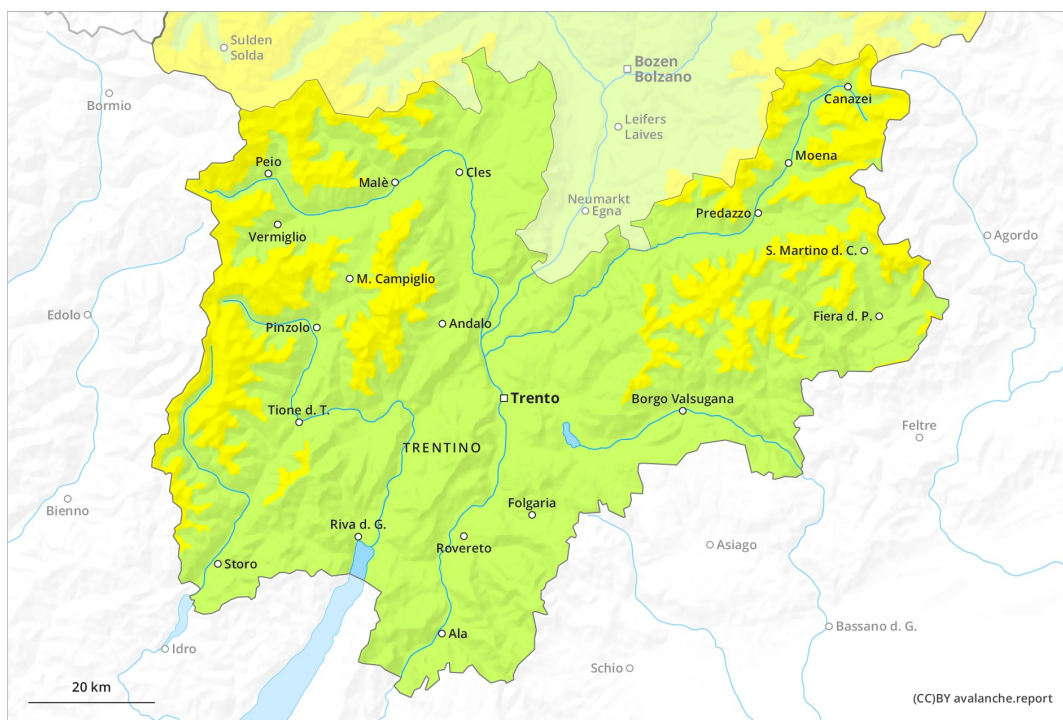 Sulden
Solda
Bozen
Bolzano
Bormio
Canazei
Leifers
Laives
Moena
Peio
Malè
Cles
Neumarkt
Egna
Predazzo
Vermiglio
Agordo
S. Martino d. C.
M. Campiglio
Edolo
Pinzolo
Andalo
Fiera d. P.
Trento
Borgo Valsugana
Tione d. T.
Feltre
TRENTINO
Bienno
Folgaria
Riva d. G.
Rovereto
Asiago
Storo
Bassano d. G.
Ala
Idro
Schio
20 km
(CC)BY avalanche.report